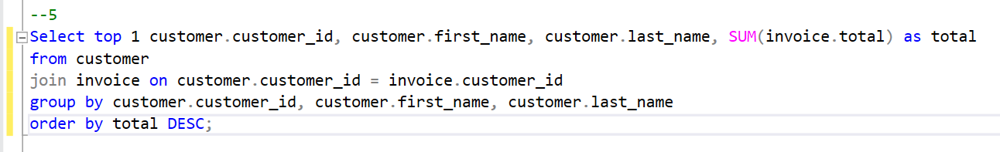 --5
Select top 1 customer.customer_id, customer.first_name, customer.last_name, SUM(invoice.total) as total
from customer
join invoice on customer.customer_id = invoice.customer_id
group by customer.customer_id, customer.first_name, customer.last_name
order by total DESC;